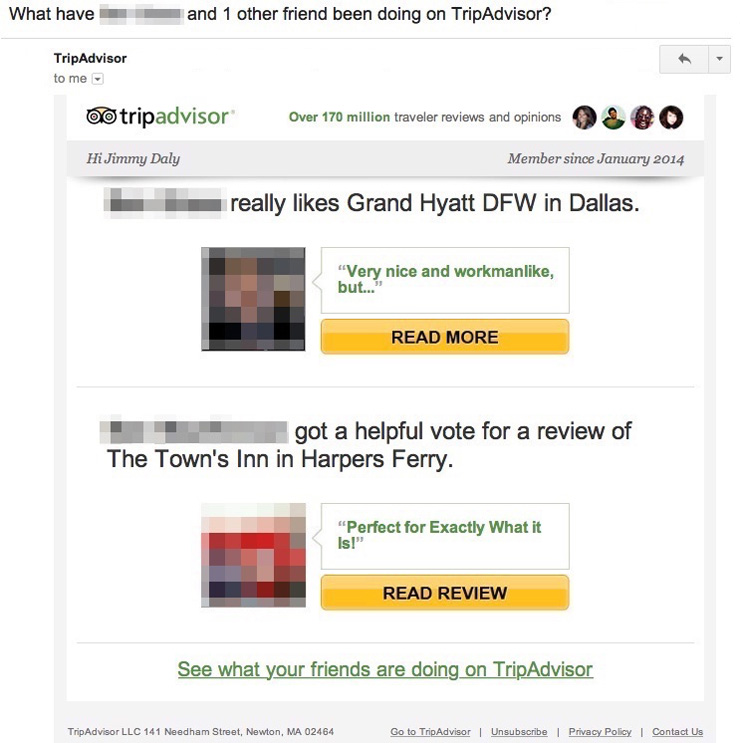 What have and 1 other friend been doing on TripAdvisor?
TripAdvisor
to me
tripadvisor®
Over 170 million traveler reviews and opinions
Hi Jimmy Daly
Member since January 2014
really likes Grand Hyatt DFW in Dallas.
“Very nice and workmanlike,
but...”
READ MORE
got a helpful vote for a review of
The Town's Inn in Harpers Ferry.
“Perfect for Exactly What it
Is!”
READ REVIEW
See what your friends are doing on TripAdvisor
TripAdvisor LLC 141 Needham Street, Newton, MA 02464
Go to TripAdvisor | Unsubscribe | Privacy Policy | Contact Us